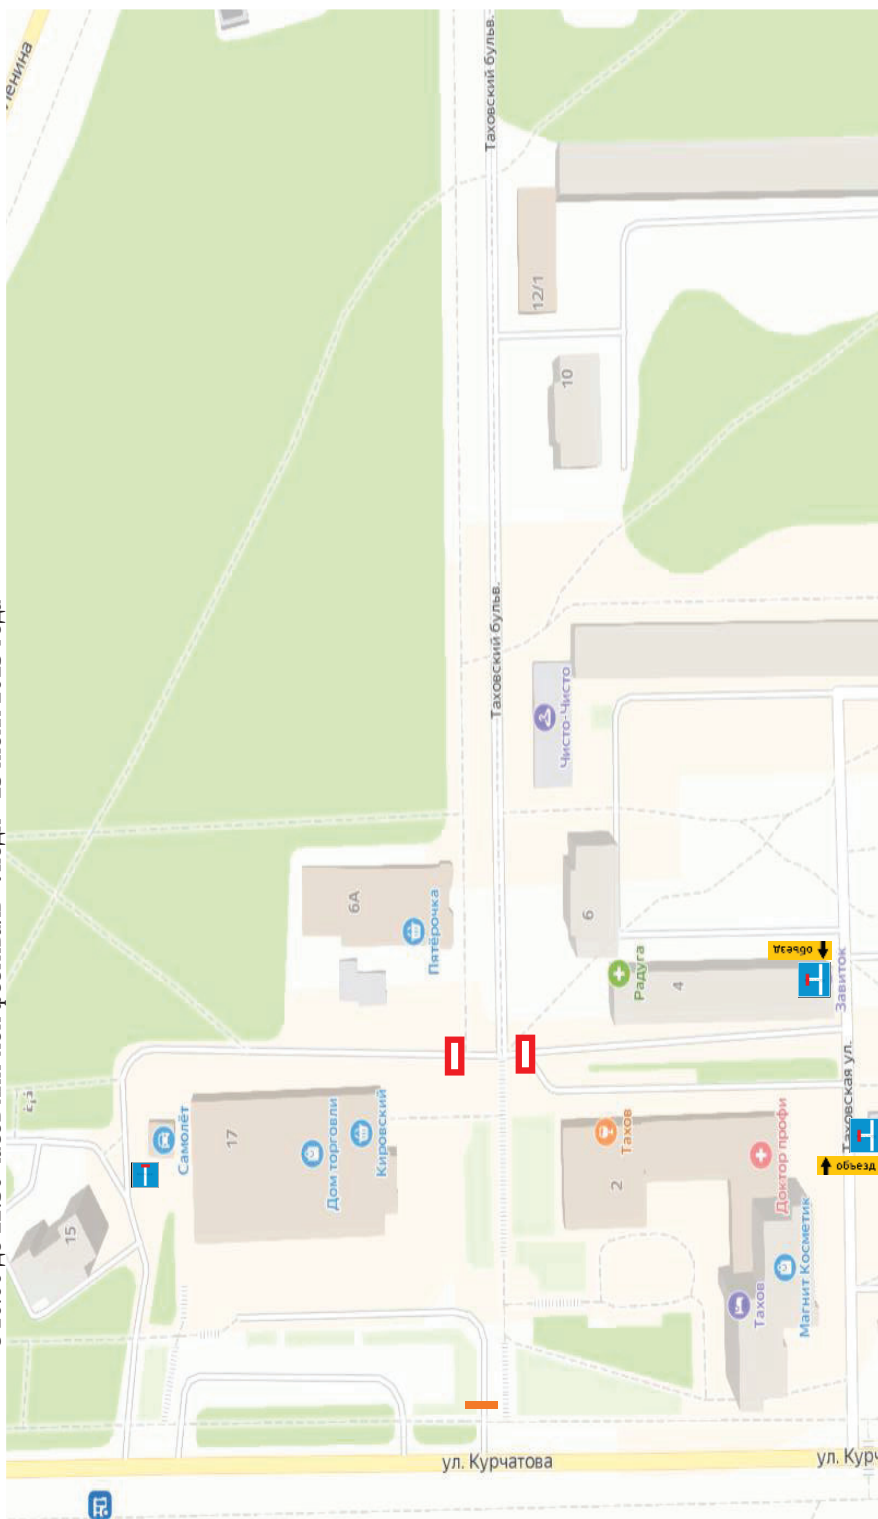 Ленина
Таховский бульв.
12/1
10
Таховский бульв.
Чисто-Чисто
6А
Пятёрочка
6
Радуга
4
объезд
Завиток
Самолёт
17
Дом торговли
Кировский
Тахов
2
Доктор профи
Таховская ул.
объезд
15
Магнит Косметик
Тахов
ул. Курчатова
ул. Курч